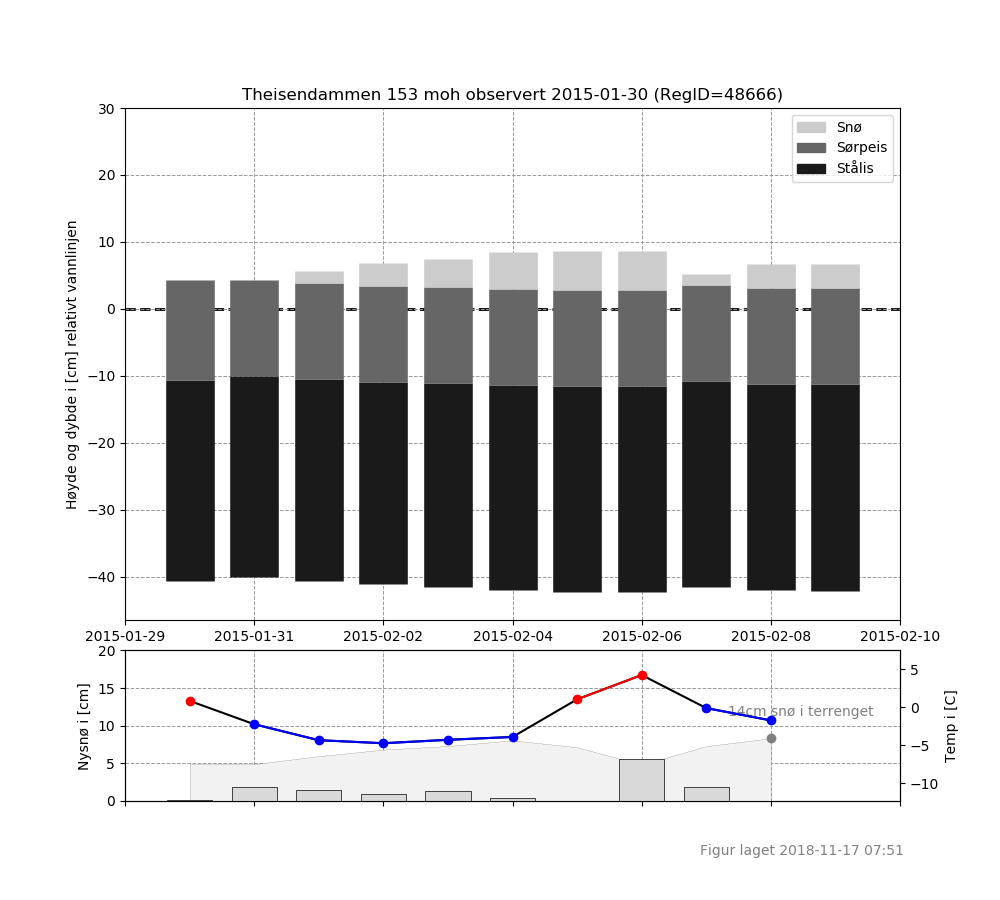 Theisendammen 153 moh observert 2015-01-30 (RegID=48666)
Snø
Sørpeis
Stålis
Høyde og dybde i [cm] relativt vannlinjen
30
20
10
0
−10
−20
−30
−40
2015-01-29 2015-01-31 2015-02-02 2015-02-04 2015-02-06 2015-02-08 2015-02-10
Nysnø i [cm]
20
15
10
5
0
14cm snø i terrenget
5
0
−5
−10
Temp i [C]
Figur laget 2018-11-17 07:51